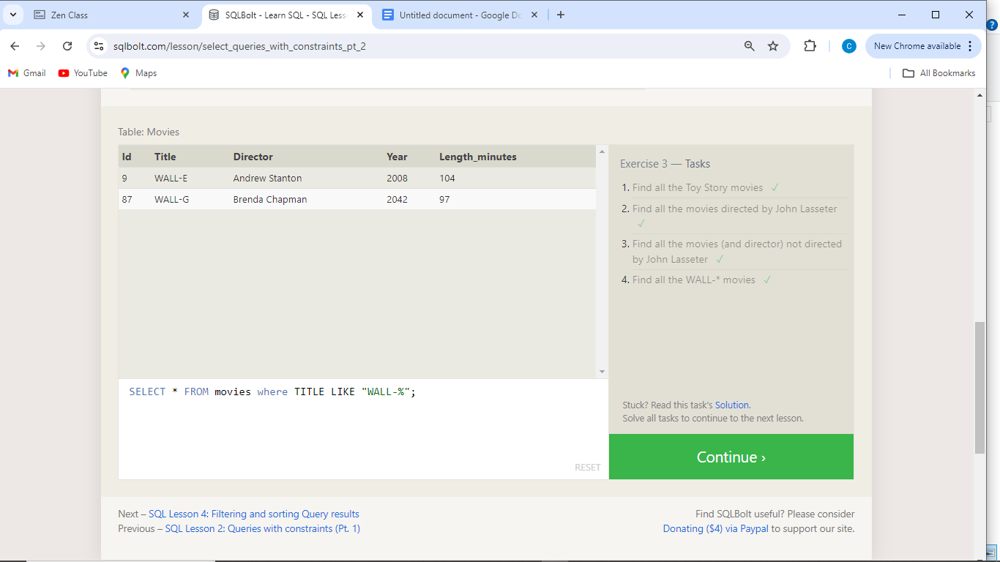 Zen Class
SQLBolt - Learn SQL - SQL Less
Untitled document - Google Do
sqlbolt.com/lesson/select_queries_with_constraints_pt_2
C
New Chrome available
Gmail
YouTube
Maps
All Bookmarks
?
Table: Movies
Id Title Director Year Length_minutes
9 WALL-E Andrew Stanton 2008 104
87 WALL-G Brenda Chapman 2042 97
SELECT * FROM movies where TITLE LIKE "WALL-%";
RESET
Exercise 3 — Tasks
1. Find all the Toy Story movies ✓
2. Find all the movies directed by John Lasseter
✓
3. Find all the movies (and director) not directed
by John Lasseter ✓
4. Find all the WALL-* movies ✓
Stuck? Read this task's Solution.
Solve all tasks to continue to the next lesson.
Continue ›
Next – SQL Lesson 4: Filtering and sorting Query results
Previous – SQL Lesson 2: Queries with constraints (Pt. 1)
Find SQLBolt useful? Please consider
Donating ($4) via Paypal to support our site.